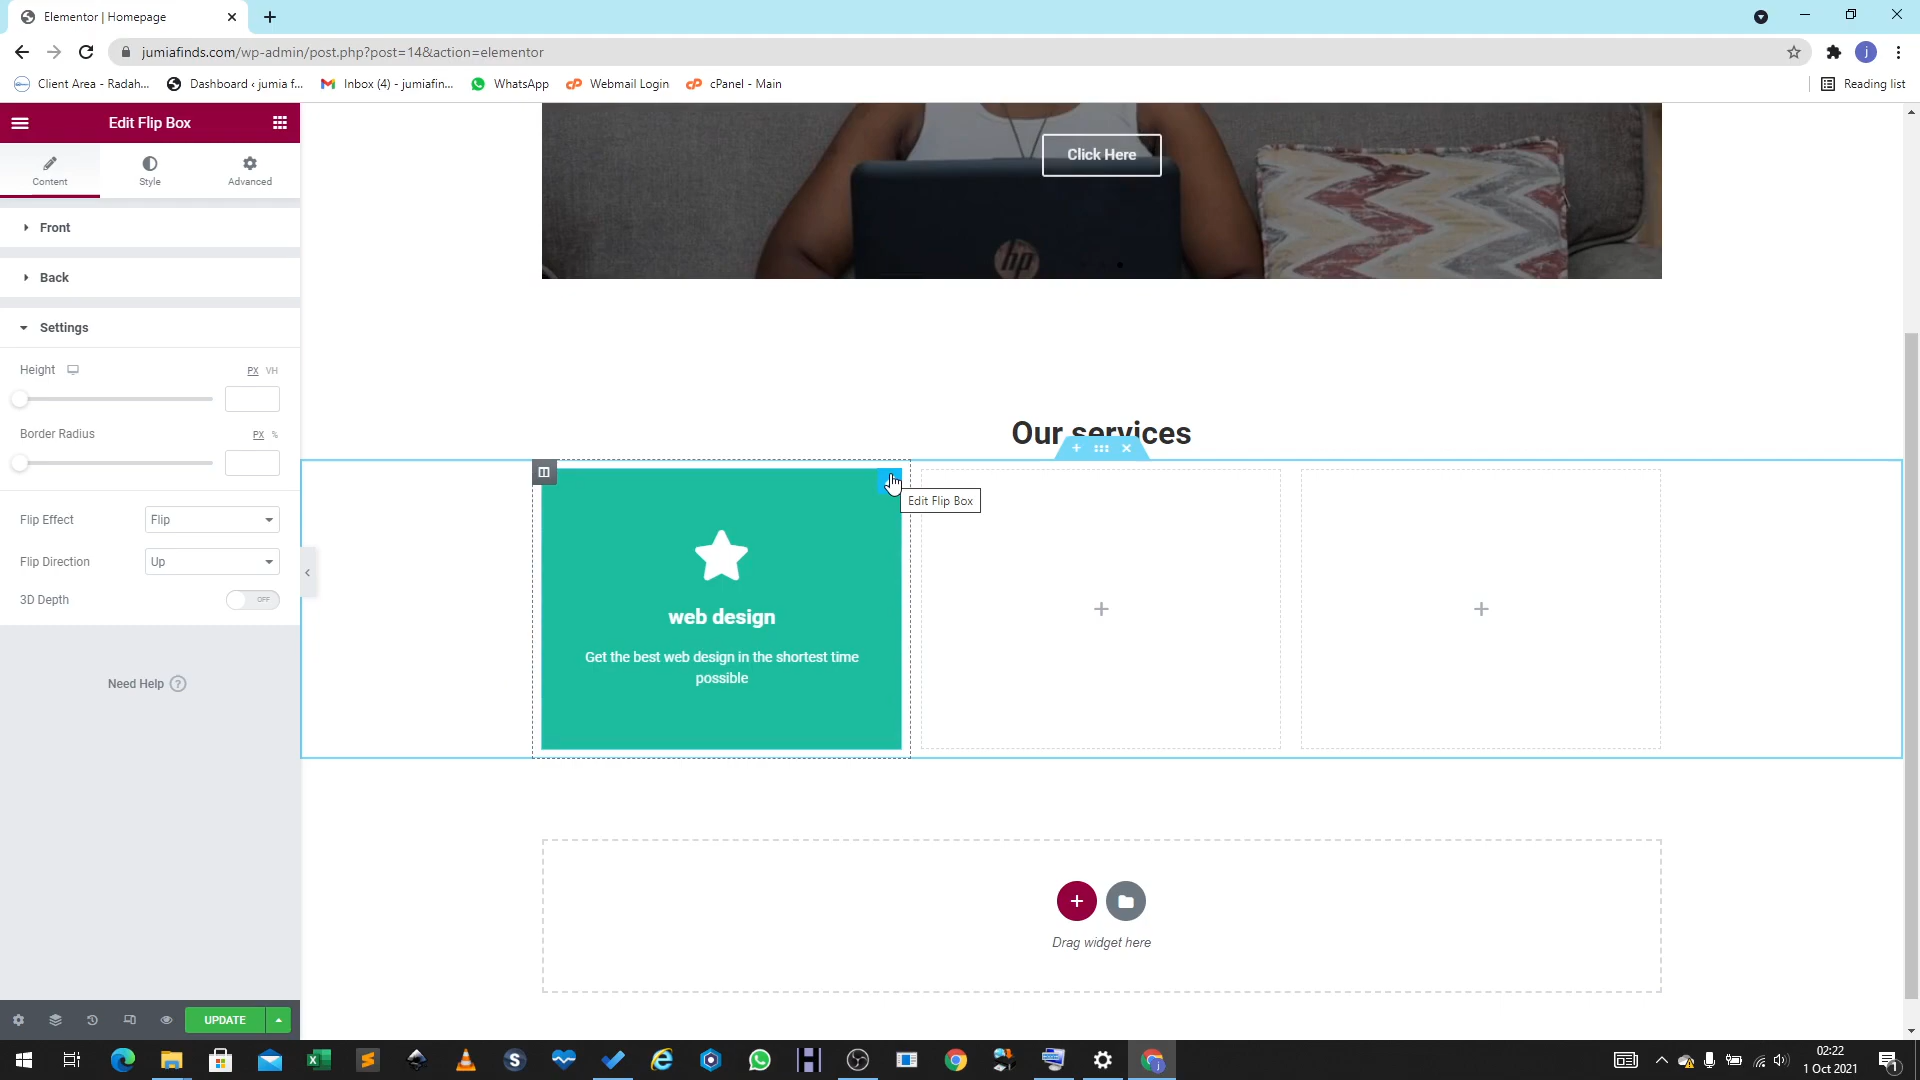 Elementor | Homepage
jumiafinds.com/wp-admin/post.php?post=14&action=elementor
j
Client Area - Radah...
Dashboard ‹ jumia f...
Inbox (4) - jumiafin...
WhatsApp
Webmail Login
cPanel - Main
Reading list
Edit Flip Box
Content
Style
Advanced
Front
Back
Settings
Height
PX VH
Border Radius
PX %
Flip Effect
Flip
Flip Direction
Up
3D Depth
OFF
Need Help
UPDATE
Click Here
hp
Our services
Edit Flip Box
web design
Get the best web design in the shortest time
possible
Drag widget here
02:22
1 Oct 2021
1